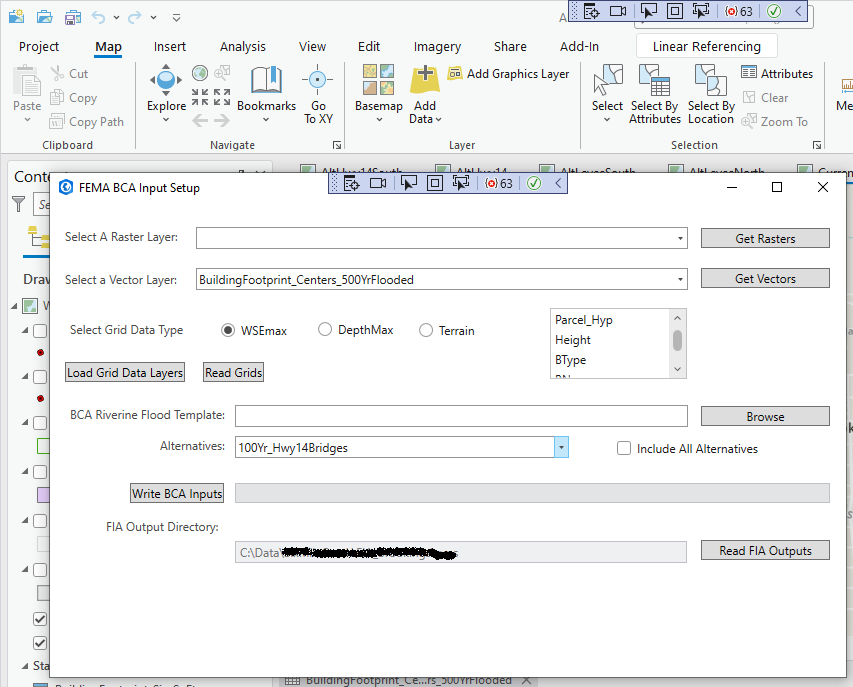 63
Project Map Insert Analysis View Edit Imagery Share Add-In Linear Referencing
Paste
Cut
Copy
Copy Path
Clipboard
Explore
Bookmarks
Go To XY
Navigate
Basemap
Add Data
Add Graphics Layer
Layer
Select
Select By Attributes
Select By Location
Attributes
Clear
Zoom To
Selection
FEMA BCA Input Setup
63
Select A Raster Layer:
Get Rasters
Select a Vector Layer: BuildingFootprint_Centers_500YrFlooded
Get Vectors
Select Grid Data Type WSEmax DepthMax Terrain
Parcel_Hyp
Height
BType
Load Grid Data Layers Read Grids
BCA Riverine Flood Template:
Browse
Alternatives: 100Yr_Hwy14Bridges
Include All Alternatives
Write BCA Inputs
FIA Output Directory:
C:\Data\
Read FIA Outputs
BuildingFootprint_Ce...rs_500YrFlooded